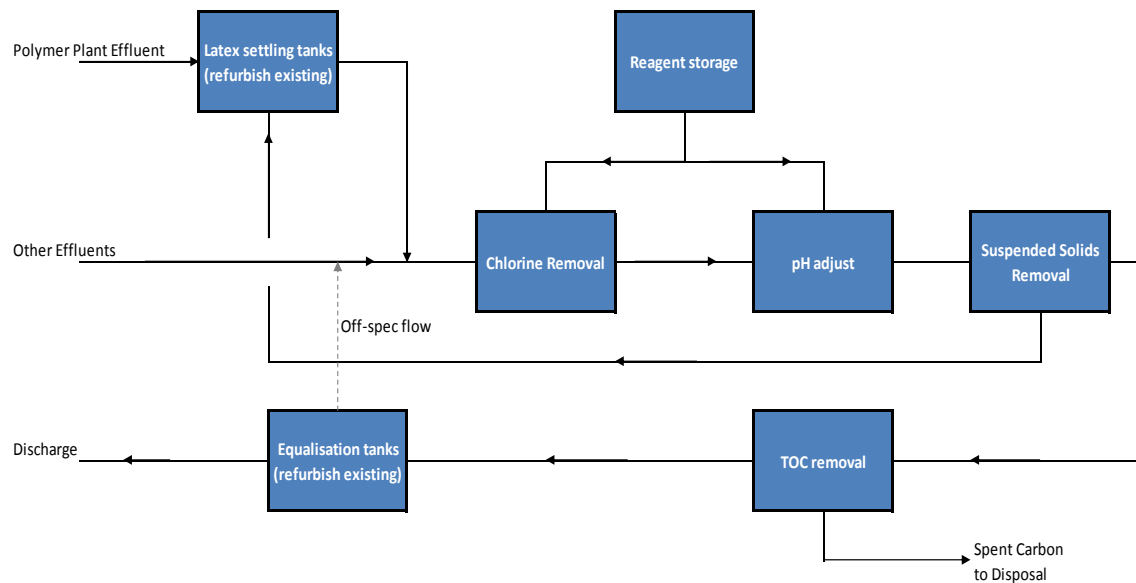 Polymer Plant Effluent
Latex settling tanks
(refurbish existing)
Reagent storage
Other Effluents
Chlorine Removal
pH adjust
Suspended Solids
Removal
Off-spec flow
Discharge
Equalisation tanks
(refurbish existing)
TOC removal
Spent Carbon
to Disposal